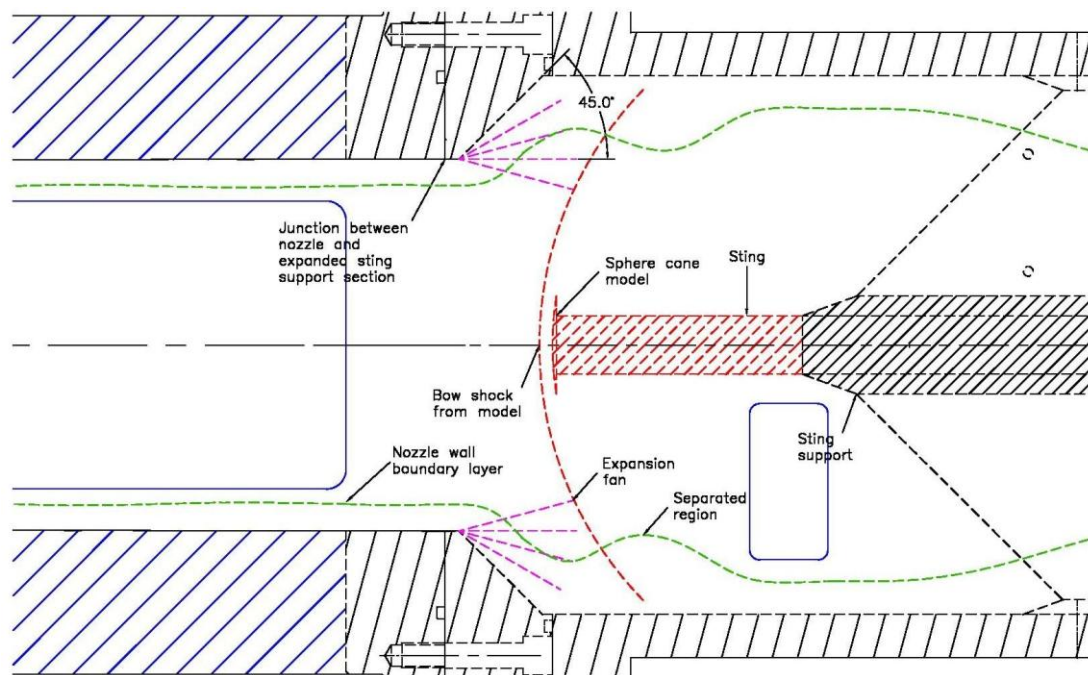 45.0°
Junction between
nozzle and
expanded sting
support section
Sphere cone
model
Sting
Bow shock
from model
Sting
support
Nozzle wall
boundary layer
Expansion
fan
Separated
region